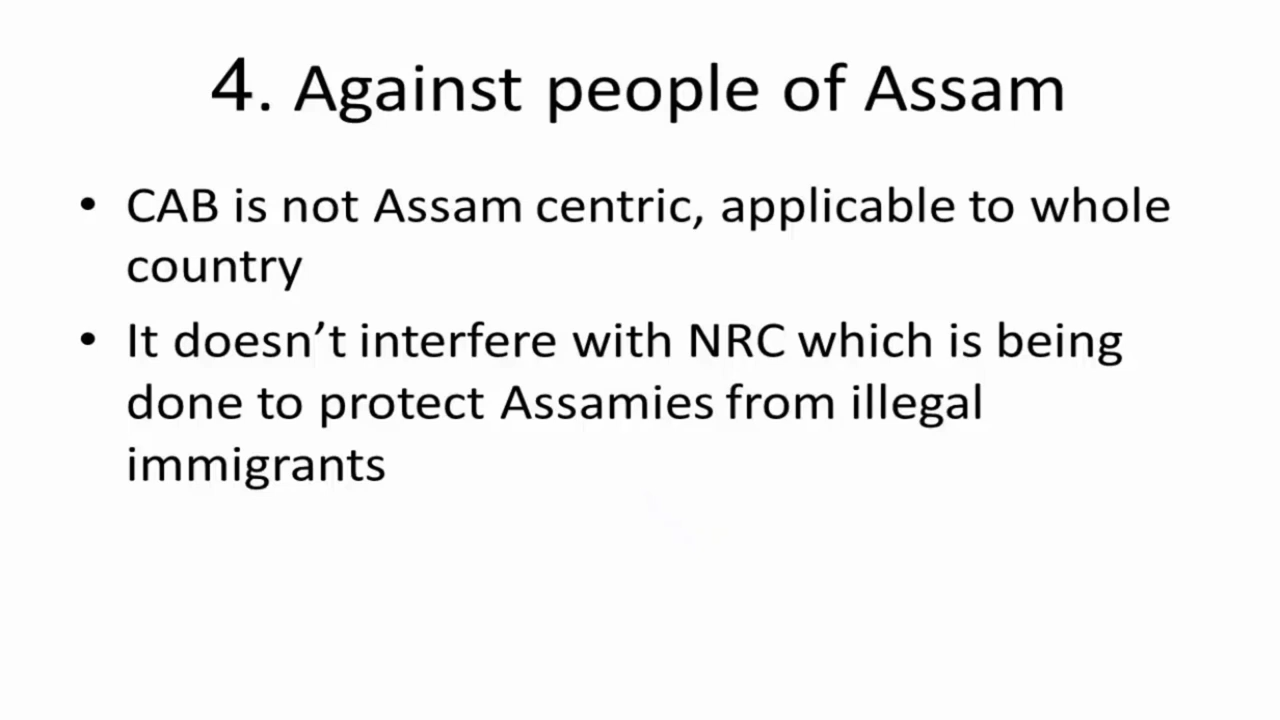 4. Against people of Assam
• CAB is not Assam centric, applicable to whole
country
• It doesn’t interfere with NRC which is being
done to protect Assamies from illegal
immigrants